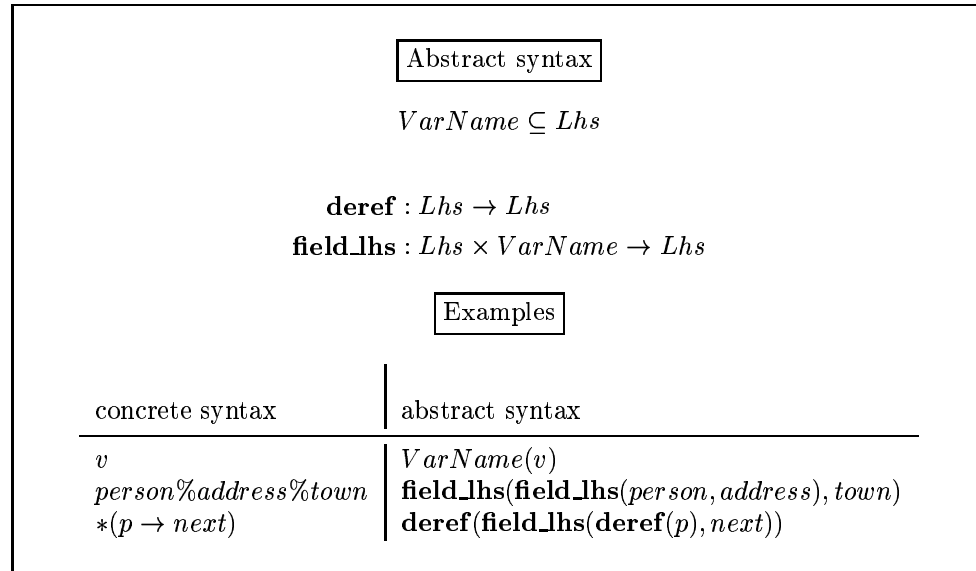 Abstract syntax
VarName ⊆ Lhs
deref : Lhs → Lhs
field_lhs : Lhs × VarName → Lhs
Examples
concrete syntax abstract syntax
v VarName(v)
person%address%town field_lhs(field_lhs(person, address), town)
∗(p → next) deref(field_lhs(deref(p), next))